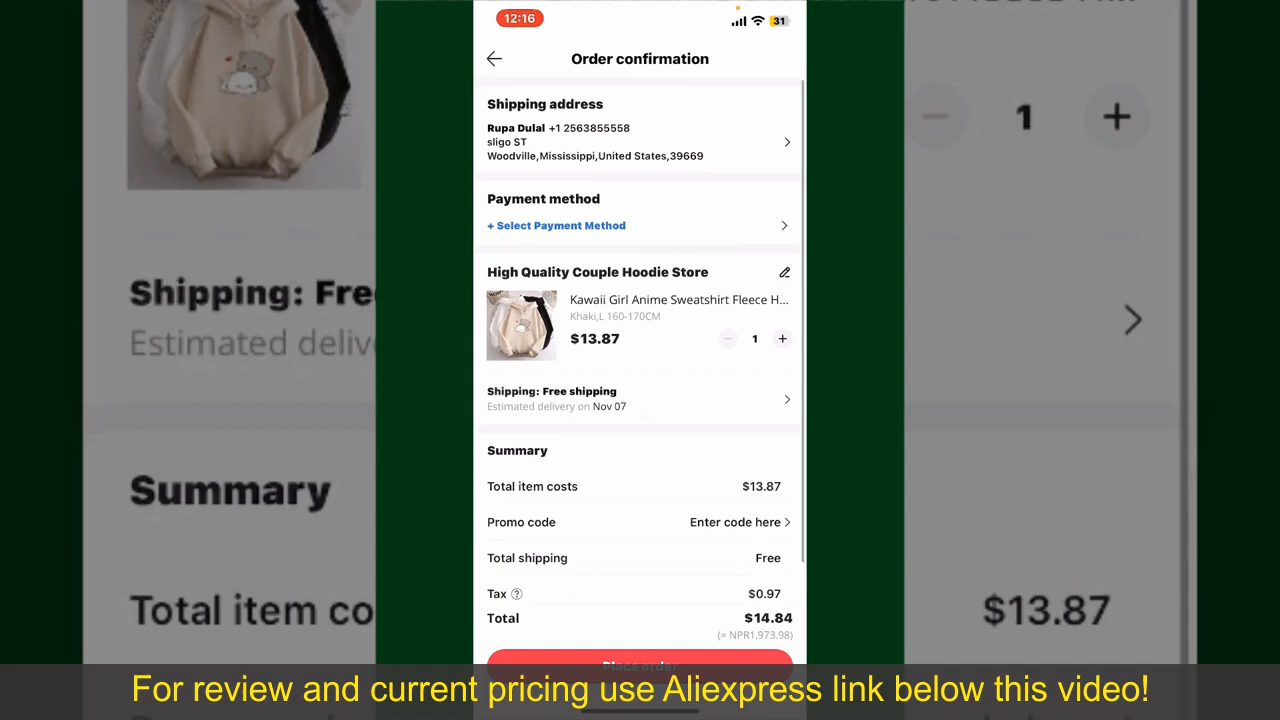 12:16
31
Order confirmation
Shipping address
Rupa Dulal +1 2563855558
sligo ST
Woodville,Mississippi,United States,39669
Payment method
+ Select Payment Method
High Quality Couple Hoodie Store
Kawaii Girl Anime Sweatshirt Fleece H...
Khaki,L 160-170CM
$13.87
1
Shipping: Free shipping
Estimated delivery on Nov 07
Summary
Total item costs $13.87
Promo code Enter code here
Total shipping Free
Tax ? $0.97
Total $14.84
(≈ NPR1,973.98)
Place order
1
Shipping: Fre
Estimated deliv
Summary
Total item co
$13.87
For review and current pricing use Aliexpress link below this video!